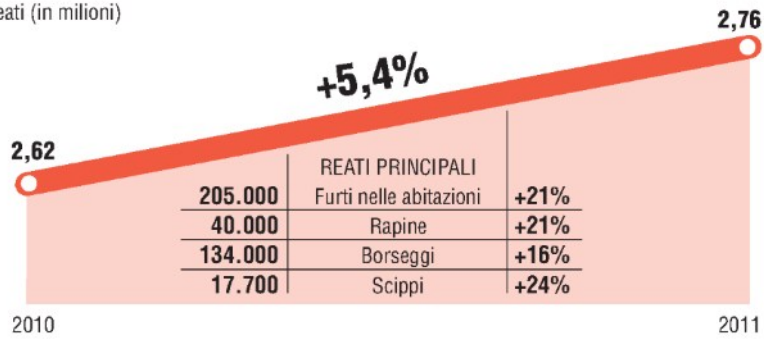 eati (in milioni)
2,76
+5,4%
2,62
REATI PRINCIPALI
205.000 Furti nelle abitazioni +21%
40.000 Rapine +21%
134.000 Borseggi +16%
17.700 Scippi +24%
2010 2011